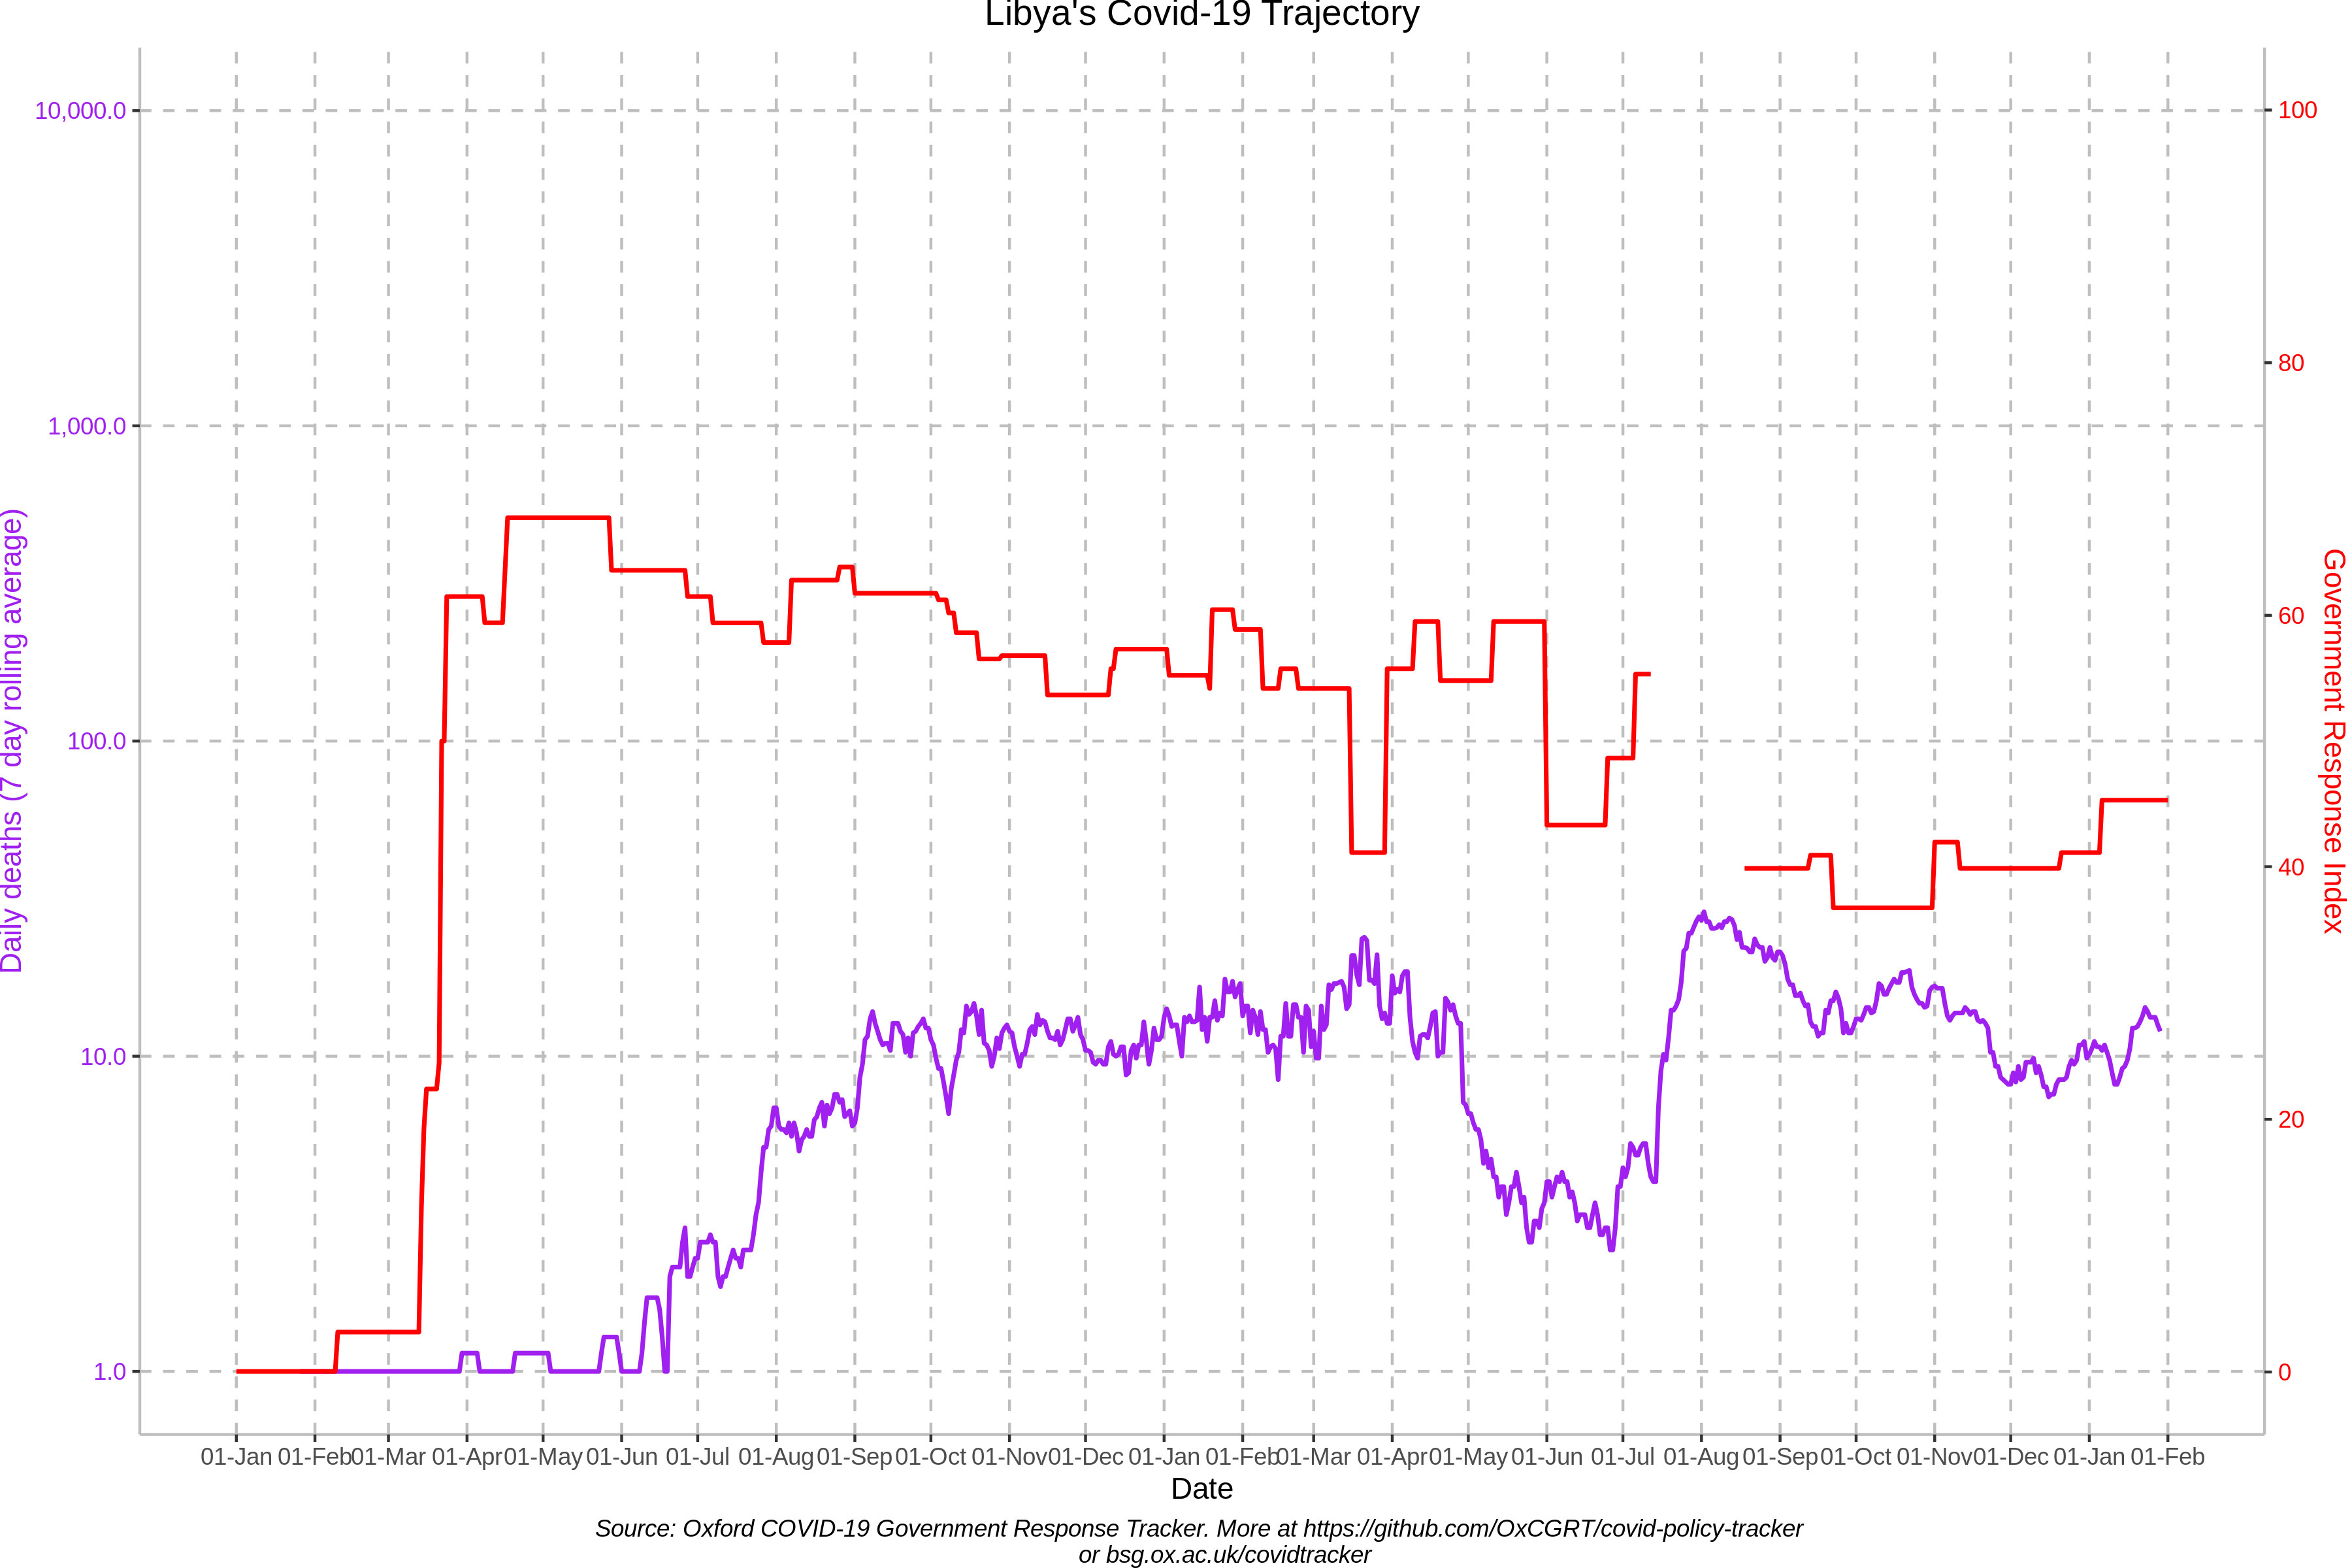 Libya's Covid-19 Trajectory
10,000.0
1,000.0
100.0
10.0
1.0
Daily deaths (7 day rolling average)
100
80
60
40
20
0
Government Response Index
01-Jan 01-Feb 01-Mar 01-Apr 01-May 01-Jun 01-Jul 01-Aug 01-Sep 01-Oct 01-Nov 01-Dec 01-Jan 01-Feb 01-Mar 01-Apr 01-May 01-Jun 01-Jul 01-Aug 01-Sep 01-Oct 01-Nov 01-Dec 01-Jan 01-Feb
Date
Source: Oxford COVID-19 Government Response Tracker. More at https://github.com/OxCGRT/covid-policy-tracker
or bsg.ox.ac.uk/covidtracker